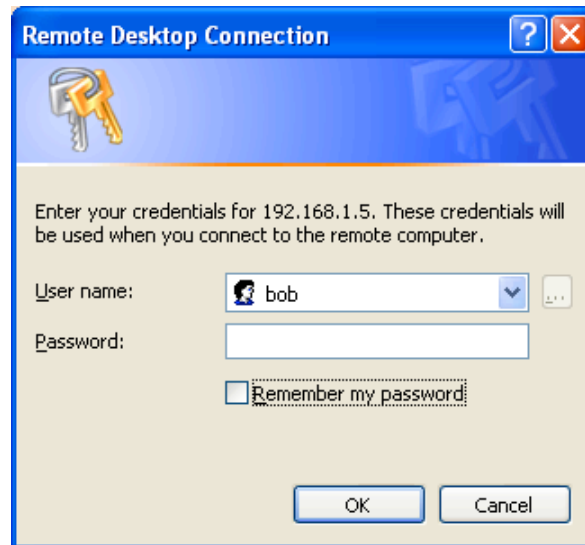 Remote Desktop Connection
Enter your credentials for 192.168.1.5. These credentials will
be used when you connect to the remote computer.
User name: bob ...
Password:
Remember my password
OK Cancel